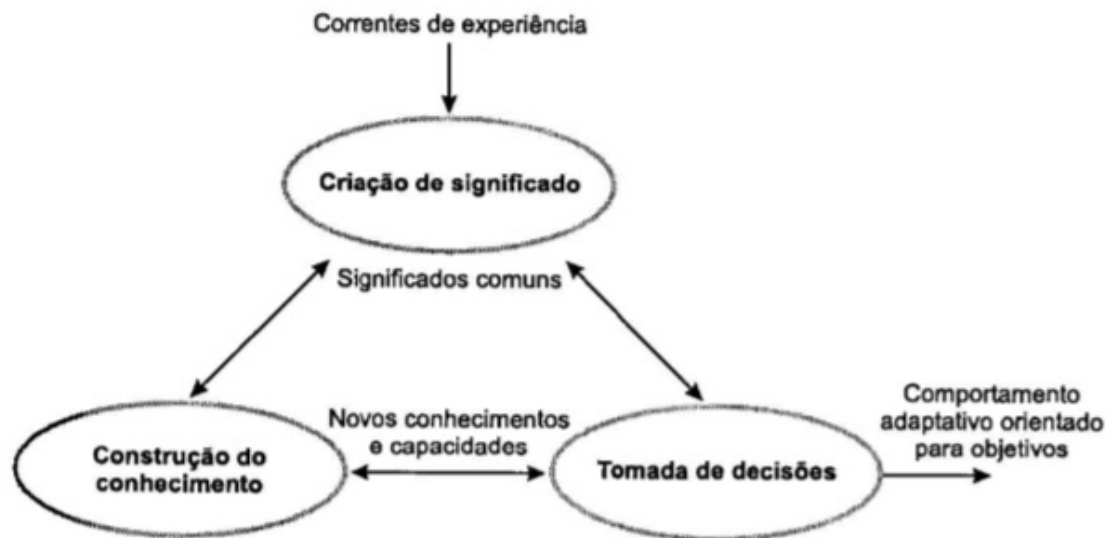 Correntes de experiência
Criação de significado
Significados comuns
Novos conhecimentos
e capacidades
Construção do
conhecimento
Tomada de decisões
Comportamento
adaptativo orientado
para objetivos